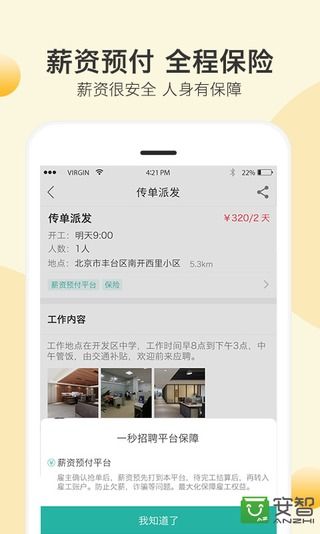 薪资预付 全程保险
薪资很安全 人身有保障
VIRGIN 4:21 PM 22%
传单派发
传单派发 ￥320/2 天
开工：明天9:00
人数：1人
地点：北京市丰台区南开西里小区 5.3km
薪资预付平台 保险
工作内容
工作地点在开发区中学，工作时间早8点到下午3点，中
午管饭，由交通补贴，欢迎前来应聘。
一秒招聘平台保障
薪资预付平台
雇主确认抢单后，薪资预先打到本平台，待完工结算后，再转入
雇工账户。防止欠薪，诈骗等问题。最大化保障雇工权益。
我知道了
安智
ANZHI
AZ